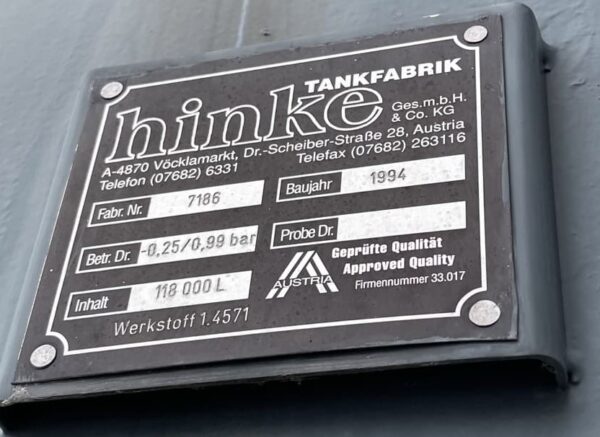 TANKFABRIK
hinke Ges.m.b.H. & Co. KG
A-4870 Vöcklamarkt, Dr.-Scheiber-Straße 28, Austria
Telefon (07682) 6331 Telefax (07682) 263116
Fabr. Nr. 7186 Baujahr 1994
Betr. Dr. -0,25/0,99 bar Probe Dr.
Geprüfte Qualität
Approved Quality
AUSTRIA Firmennummer 33.017
Inhalt 118 000 L
Werkstoff 1.4571